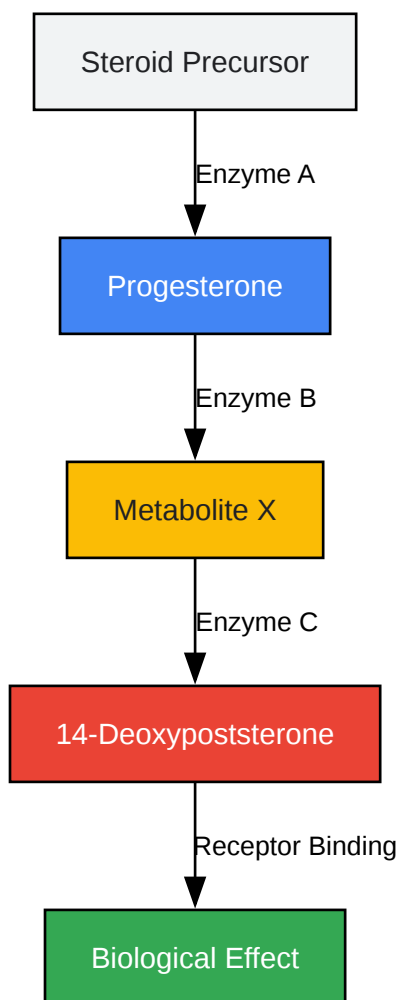 Steroid Precursor
Enzyme A
Progesterone
Enzyme B
Metabolite X
Enzyme C
14-Deoxypoststerone
Receptor Binding
Biological Effect